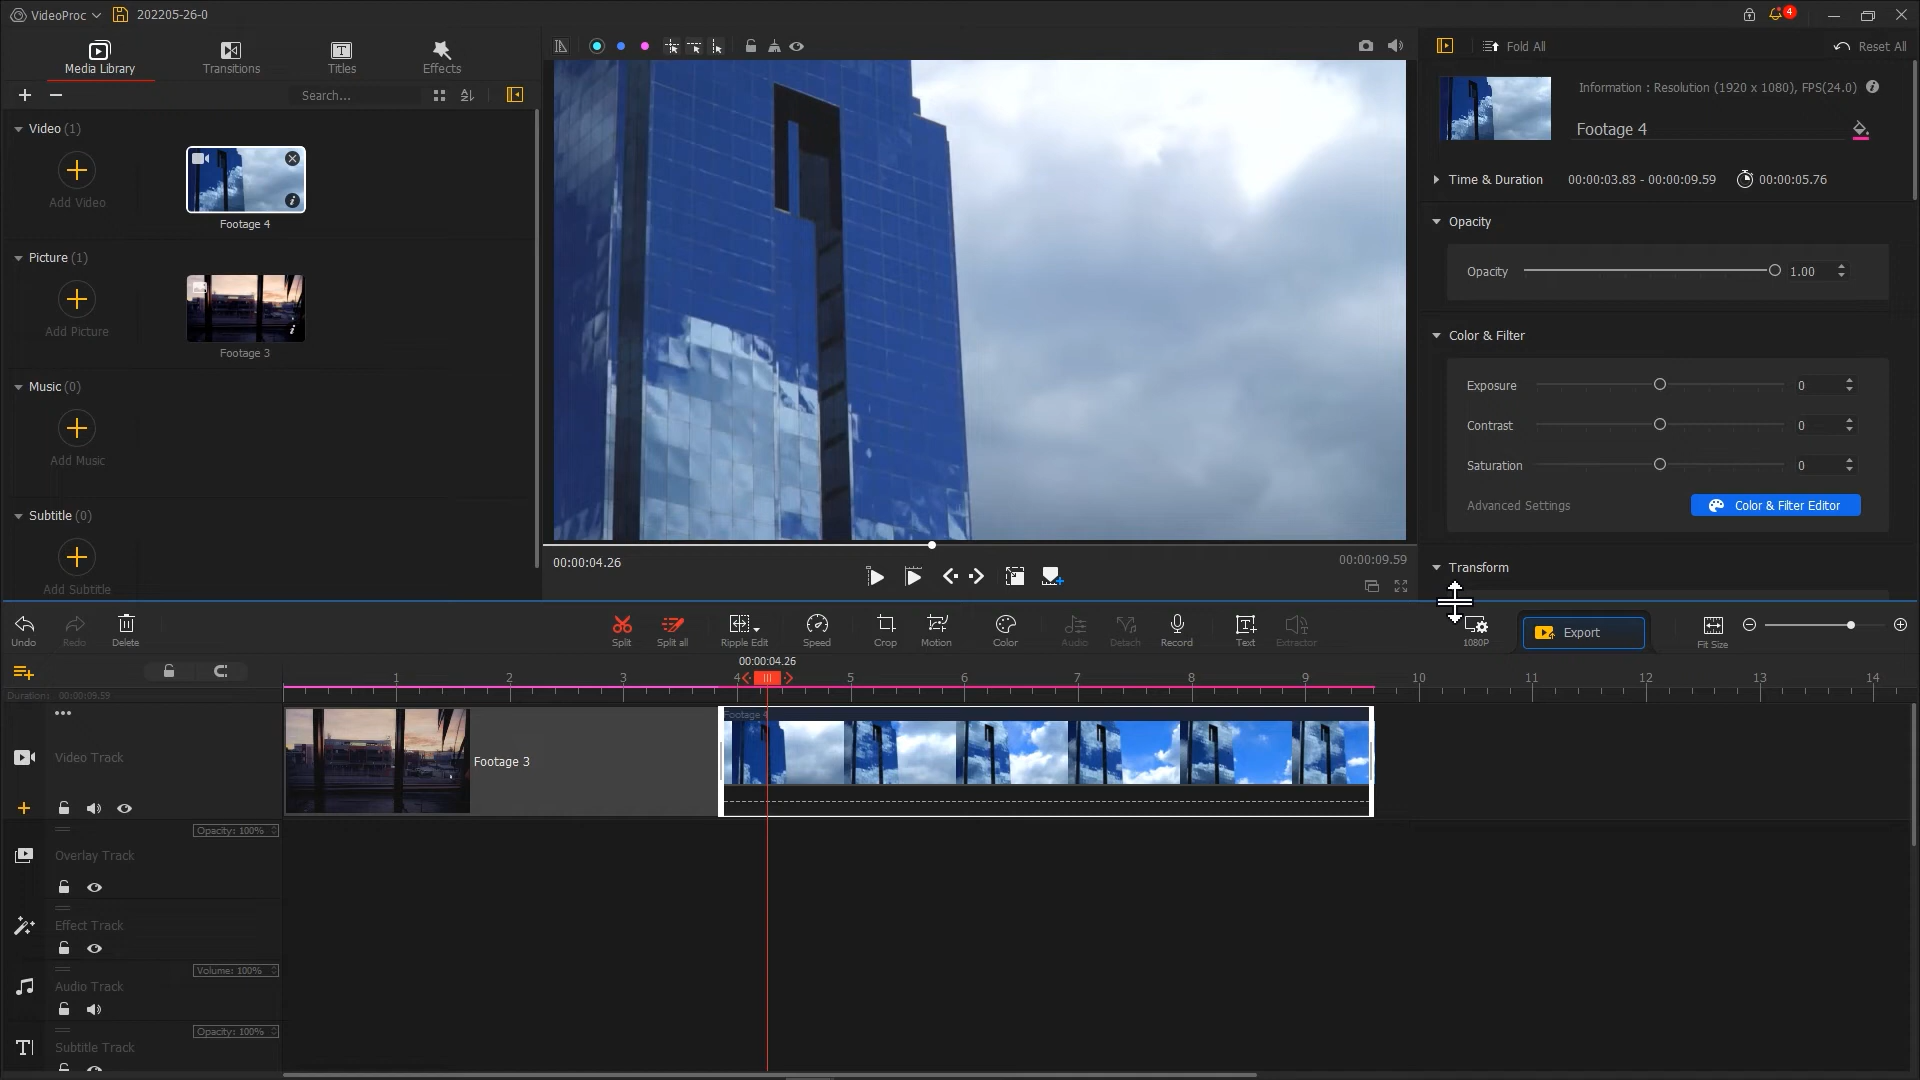 VideoProc
202205-26-0
4
Media Library
Transitions
Titles
Effects
Search...
Video (1)
Add Video
Footage 4
Picture (1)
Add Picture
Footage 3
Music (0)
Add Music
Subtitle (0)
Add Subtitle
00:00:04.26
00:00:09.59
Fold All
Reset All
Information : Resolution (1920 x 1080), FPS(24.0)
Footage 4
Time & Duration 00:00:03.83 - 00:00:09.59 00:00:05.76
Opacity
Opacity 1.00
Color & Filter
Exposure 0
Contrast 0
Saturation 0
Advanced Settings
Color & Filter Editor
Transform
Undo
Redo
Delete
Split
Split all
Ripple Edit
Speed
Crop
Motion
Color
Audio
Detach
Record
Text
Extractor
1080P
Export
Fit Size
00:00:04.26
1 2 3 4 5 6 7 8 9 10 11 12 13 14
Duration: 00:00:09.59
Video Track
Footage 3
Footage 4
Opacity: 100%
Overlay Track
Effect Track
Volume: 100%
Audio Track
Opacity: 100%
Subtitle Track